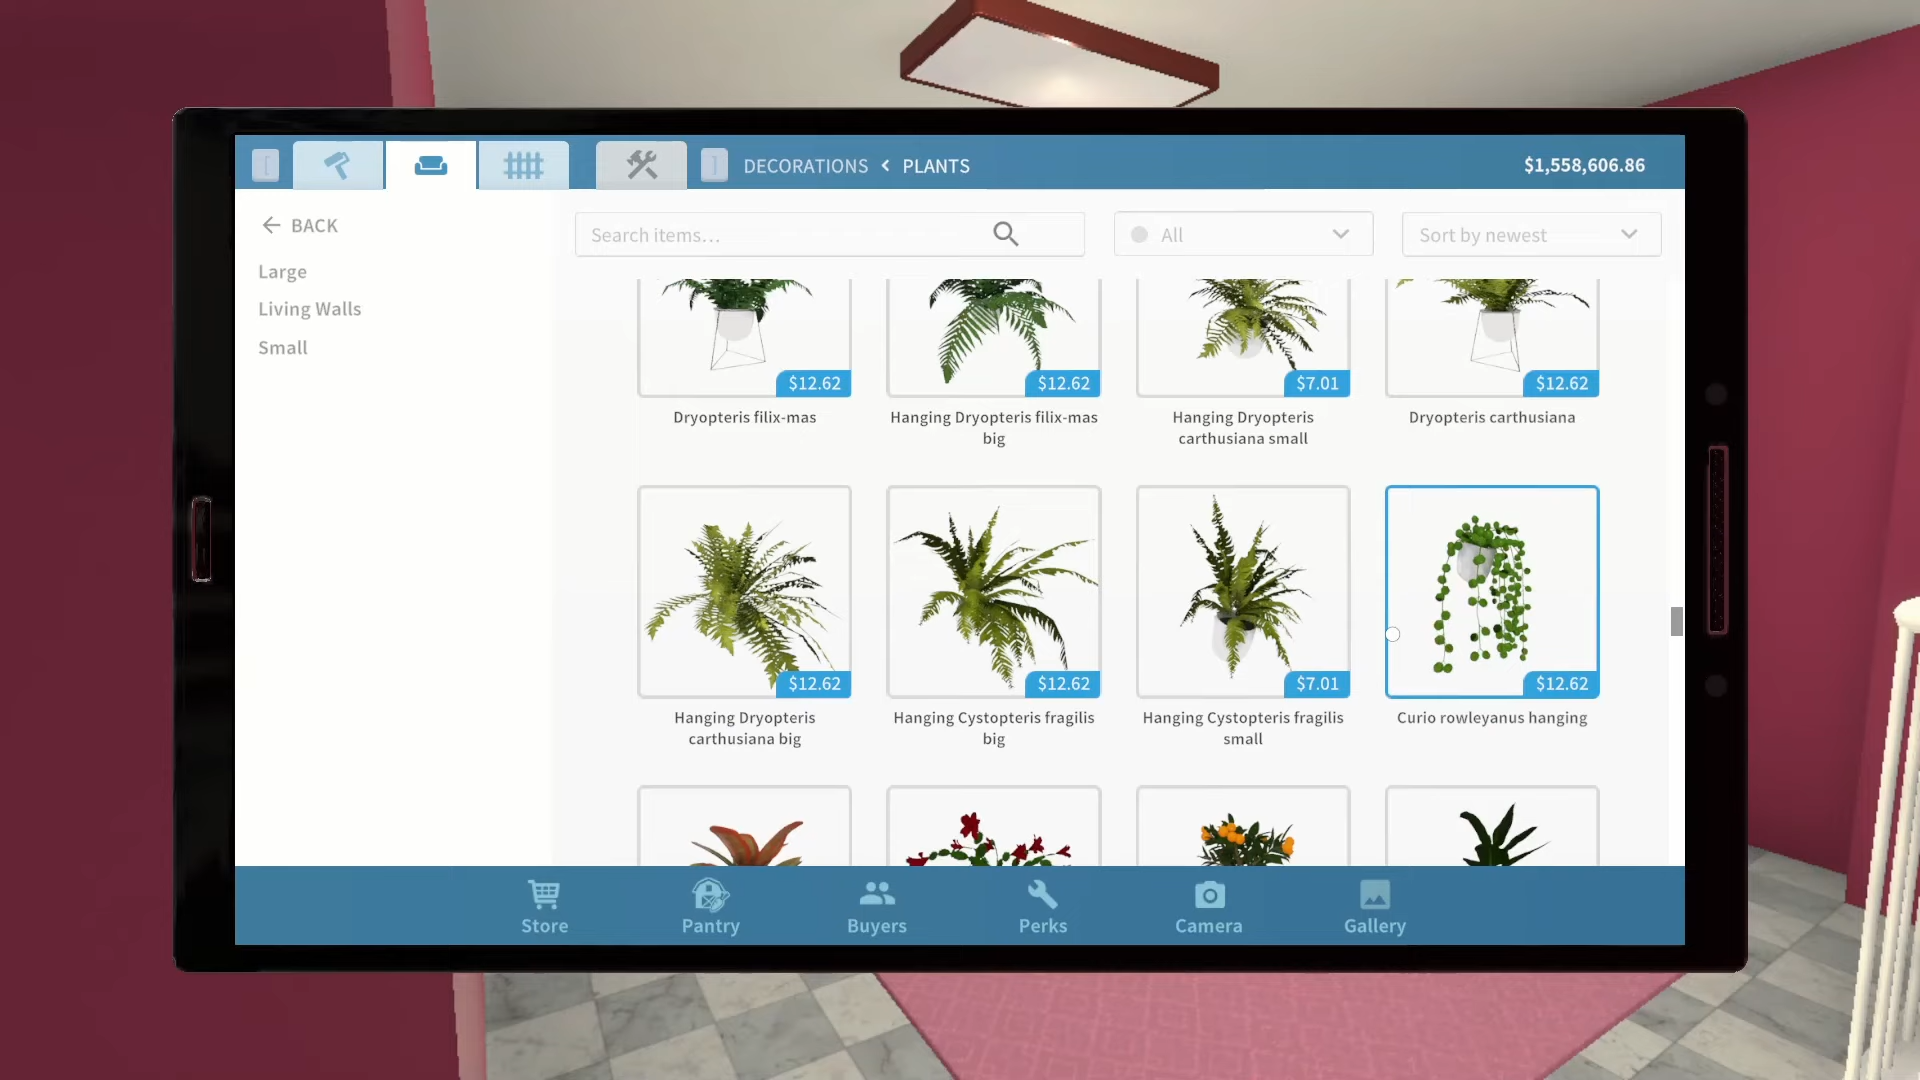 DECORATIONS < PLANTS
$1,558,606.86
BACK
Large
Living Walls
Small
Search items...
All
Sort by newest
$12.62
$12.62
$7.01
$12.62
Dryopteris filix-mas
Hanging Dryopteris filix-mas
big
Hanging Dryopteris
carthusiana small
Dryopteris carthusiana
$12.62
$12.62
$7.01
$12.62
Hanging Dryopteris
carthusiana big
Hanging Cystopteris fragilis
big
Hanging Cystopteris fragilis
small
Curio rowleyanus hanging
Store
Pantry
Buyers
Perks
Camera
Gallery